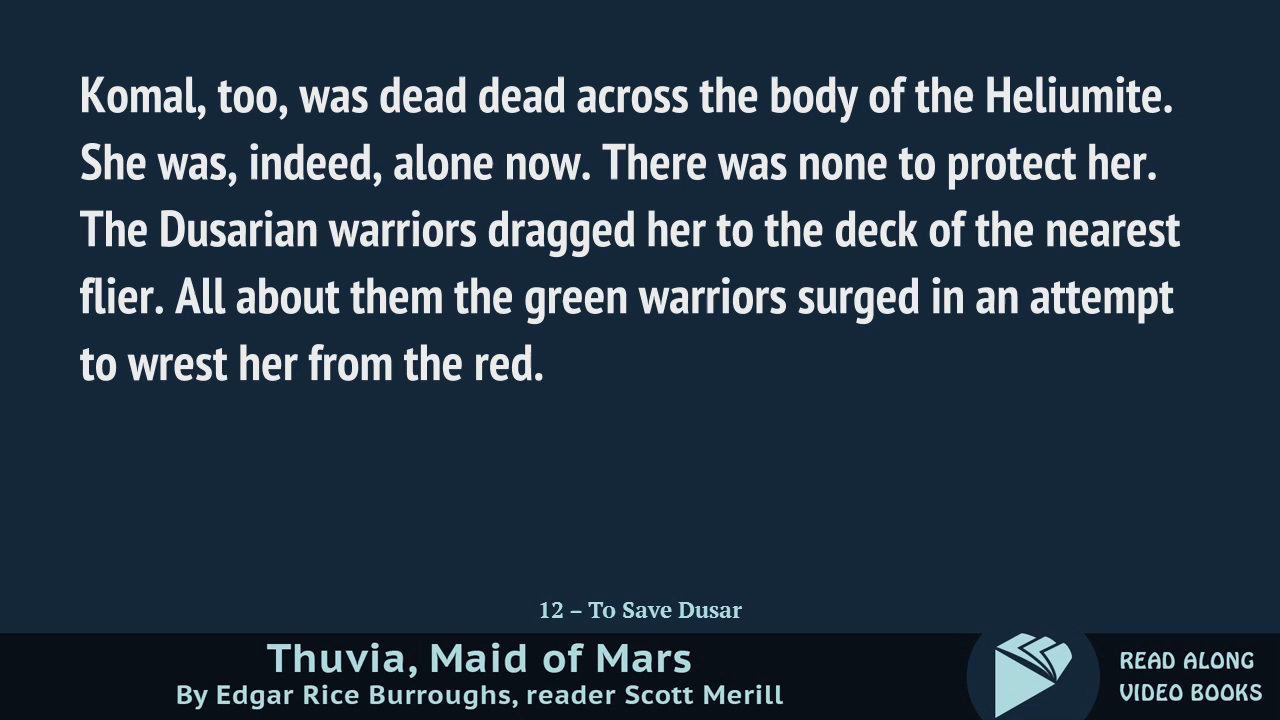 Komal, too, was dead dead across the body of the Heliumite.
She was, indeed, alone now. There was none to protect her.
The Dusarian warriors dragged her to the deck of the nearest
flier. All about them the green warriors surged in an attempt
to wrest her from the red.
12 – To Save Dusar
Thuvia, Maid of Mars
By Edgar Rice Burroughs, reader Scott Merill
READ ALONG
VIDEO BOOKS